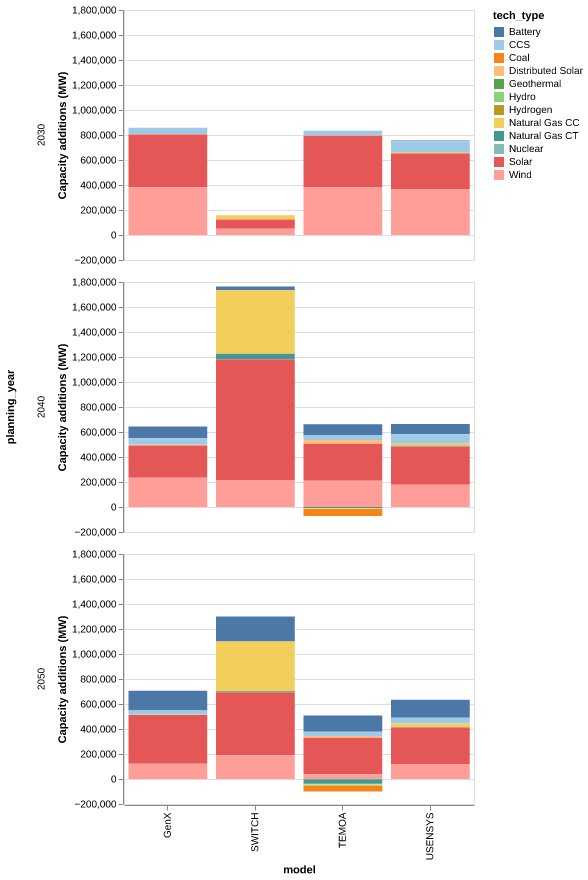 tech_type
Battery
CCS
Coal
Distributed Solar
Geothermal
Hydro
Hydrogen
Natural Gas CC
Natural Gas CT
Nuclear
Solar
Wind
planning_year
2030
Capacity additions (MW)
1,800,000
1,600,000
1,400,000
1,200,000
1,000,000
800,000
600,000
400,000
200,000
0
−200,000
2040
Capacity additions (MW)
1,800,000
1,600,000
1,400,000
1,200,000
1,000,000
800,000
600,000
400,000
200,000
0
−200,000
2050
Capacity additions (MW)
1,800,000
1,600,000
1,400,000
1,200,000
1,000,000
800,000
600,000
400,000
200,000
0
−200,000
GenX
SWITCH
TEMOA
USENSYS
model